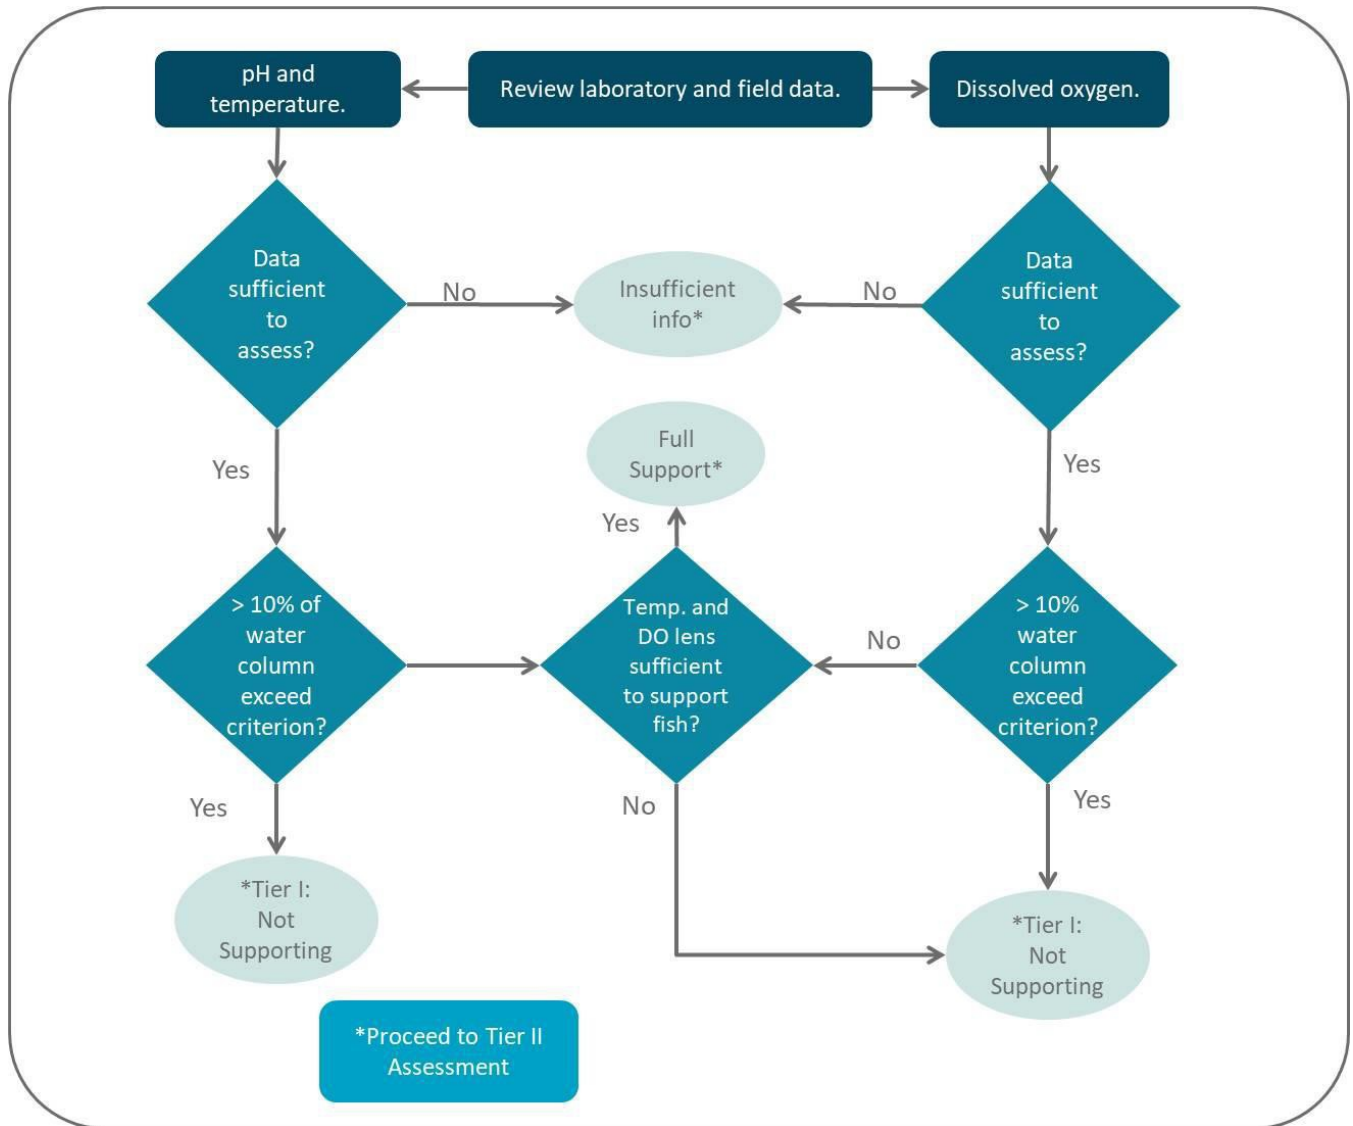 pH and
temperature.
Review laboratory and field data.
Dissolved oxygen.
Data
sufficient
to
assess?
No
Insufficient
info*
No
Data
sufficient
to
assess?
Yes
Full
Support*
Yes
Yes
> 10% of
water
column
exceed
criterion?
Temp. and
DO lens
sufficient
to support
fish?
No
> 10%
water
column
exceed
criterion?
Yes
No
Yes
*Tier I:
Not
Supporting
*Tier I:
Not
Supporting
*Proceed to Tier II
Assessment